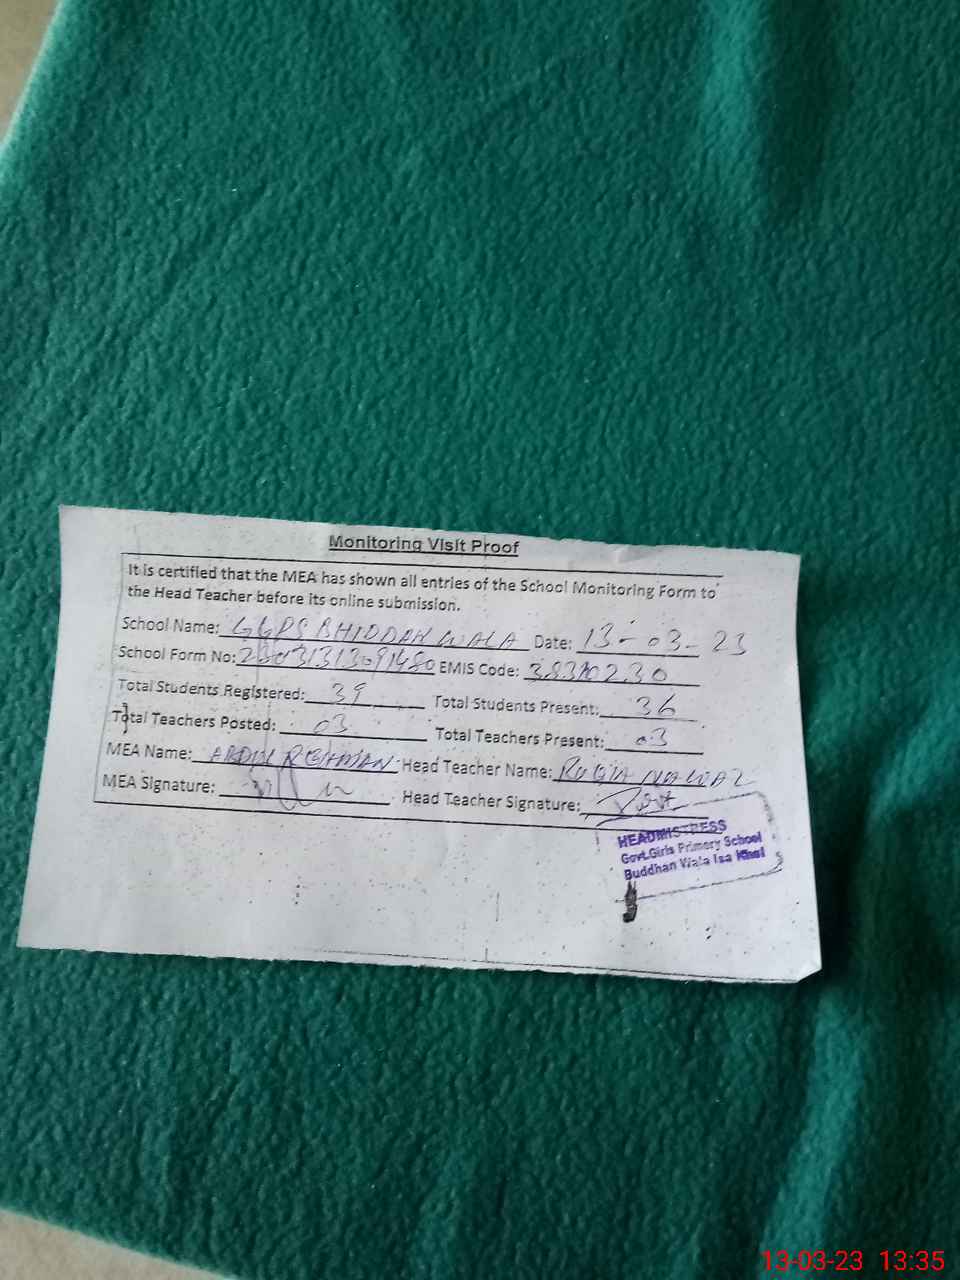 Monitoring Visit Proof
It is certified that the MEA has shown all entries of the School Monitoring Form to
the Head Teacher before its online submission.
School Name: GGPS BHIDDAN WALA Date: 13-03-23
School Form No: EMIS Code: 38310230
Total Students Registered: 39 Total Students Present: 36
Total Teachers Posted: 03 Total Teachers Present: 03
MEA Name: ABDUL REHMAN Head Teacher Name: NAWAZ
MEA Signature: Head Teacher Signature:
HEADMISTRESS
Govt.Girls Primary School
Buddhan Wala Isa Khel
13-03-23 13:35